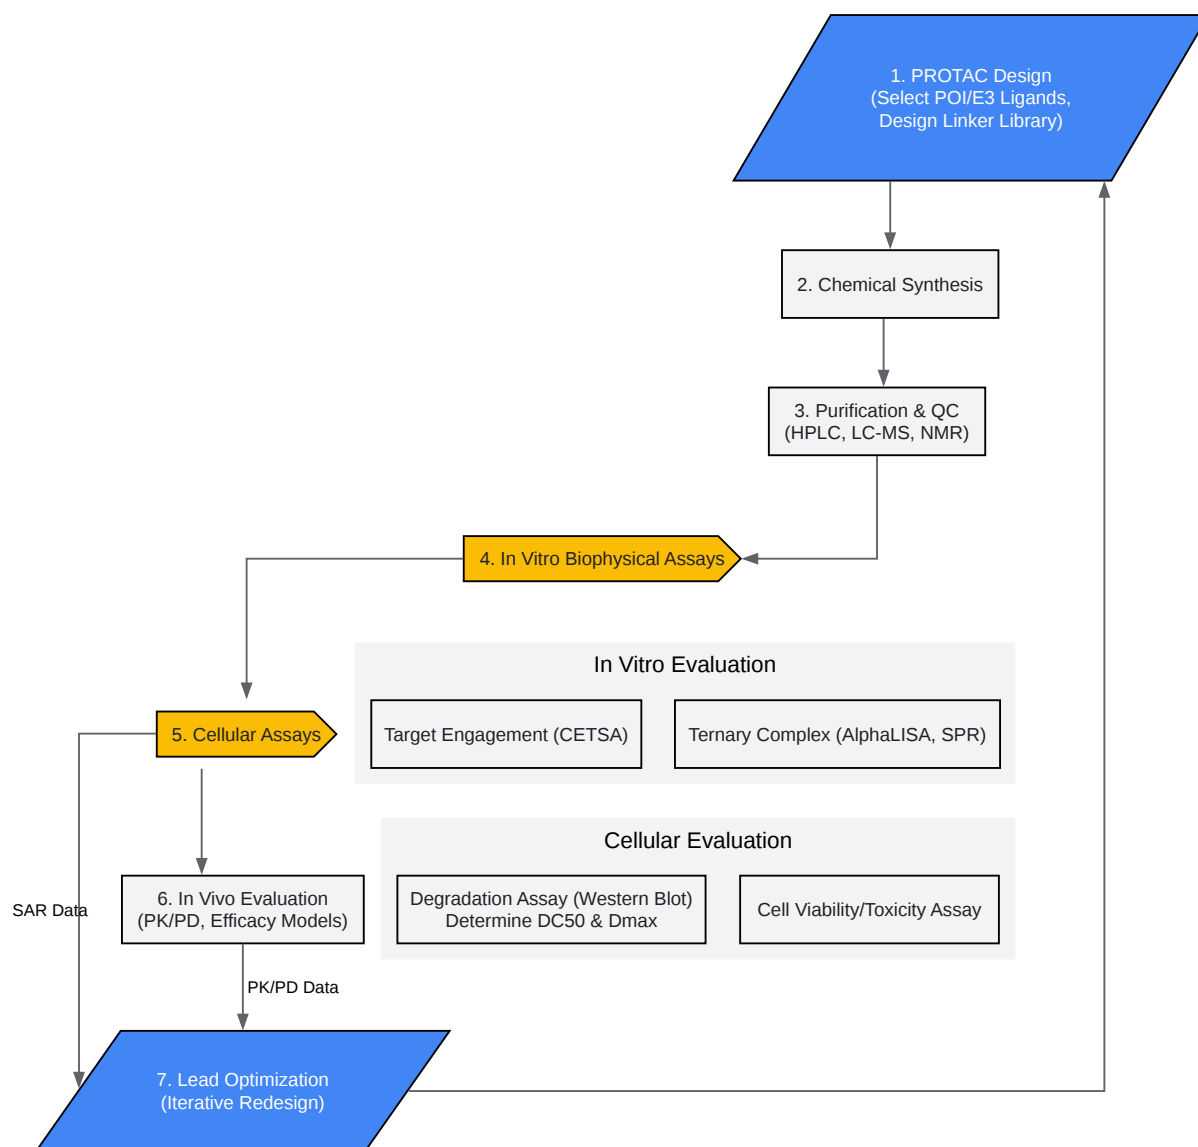 1. PROTAC Design
(Select POI/E3 Ligands,
Design Linker Library)
2. Chemical Synthesis
3. Purification & QC
(HPLC, LC-MS, NMR)
4. In Vitro Biophysical Assays
In Vitro Evaluation
Target Engagement (CETSA)
Ternary Complex (AlphaLISA, SPR)
5. Cellular Assays
Cellular Evaluation
Degradation Assay (Western Blot)
Determine DC50 & Dmax
Cell Viability/Toxicity Assay
6. In Vivo Evaluation
(PK/PD, Efficacy Models)
SAR Data
PK/PD Data
7. Lead Optimization
(Iterative Redesign)